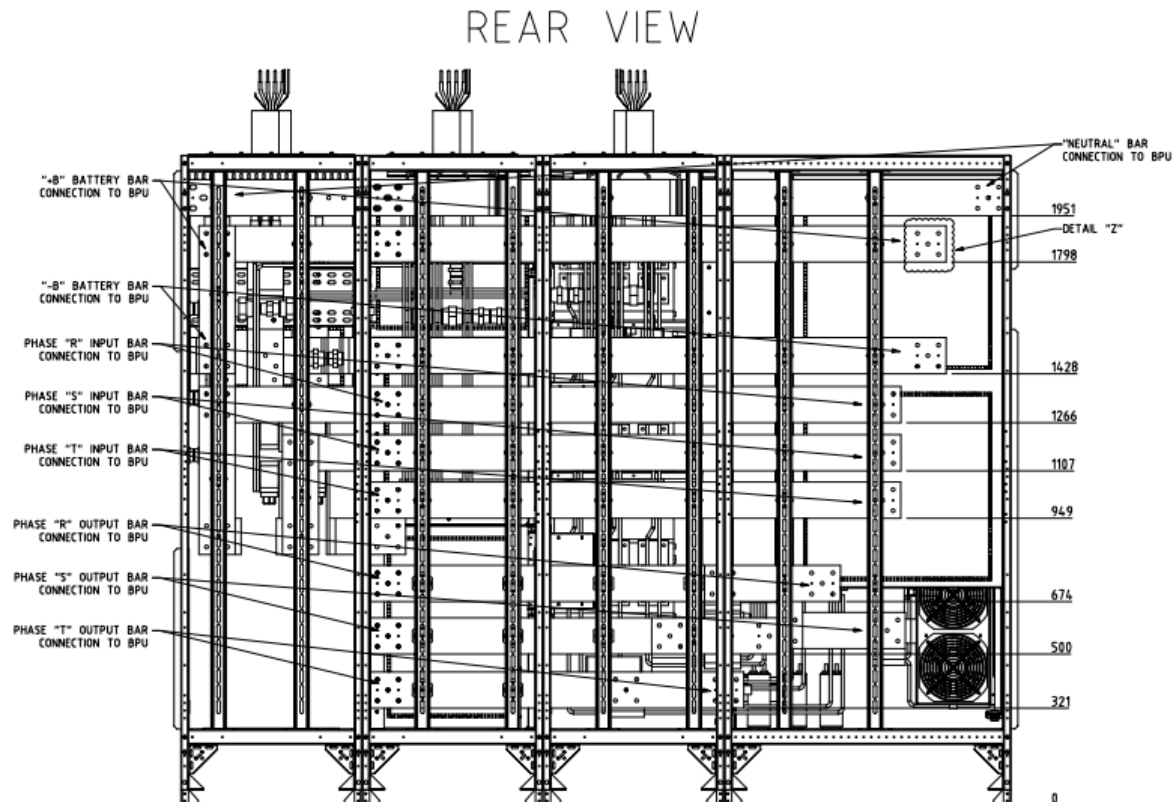 REAR VIEW
"+B" BATTERY BAR
CONNECTION TO BPU
"-B" BATTERY BAR
CONNECTION TO BPU
PHASE "R" INPUT BAR
CONNECTION TO BPU
PHASE "S" INPUT BAR
CONNECTION TO BPU
PHASE "T" INPUT BAR
CONNECTION TO BPU
PHASE "R" OUTPUT BAR
CONNECTION TO BPU
PHASE "S" OUTPUT BAR
CONNECTION TO BPU
PHASE "T" OUTPUT BAR
CONNECTION TO BPU
"NEUTRAL" BAR
CONNECTION TO BPU
1951
DETAIL "Z"
1798
1428
1266
1107
949
674
500
321
0